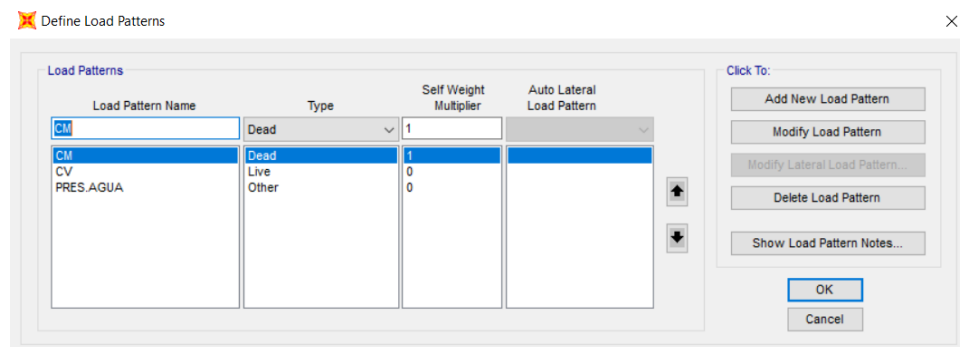 Define Load Patterns
Load Patterns
Load Pattern Name
Type
Self Weight
Multiplier
Auto Lateral
Load Pattern
CM
Dead
1
CM Dead 1
CV Live 0
PRES.AGUA Other 0
Click To:
Add New Load Pattern
Modify Load Pattern
Modify Lateral Load Pattern...
Delete Load Pattern
Show Load Pattern Notes...
OK
Cancel